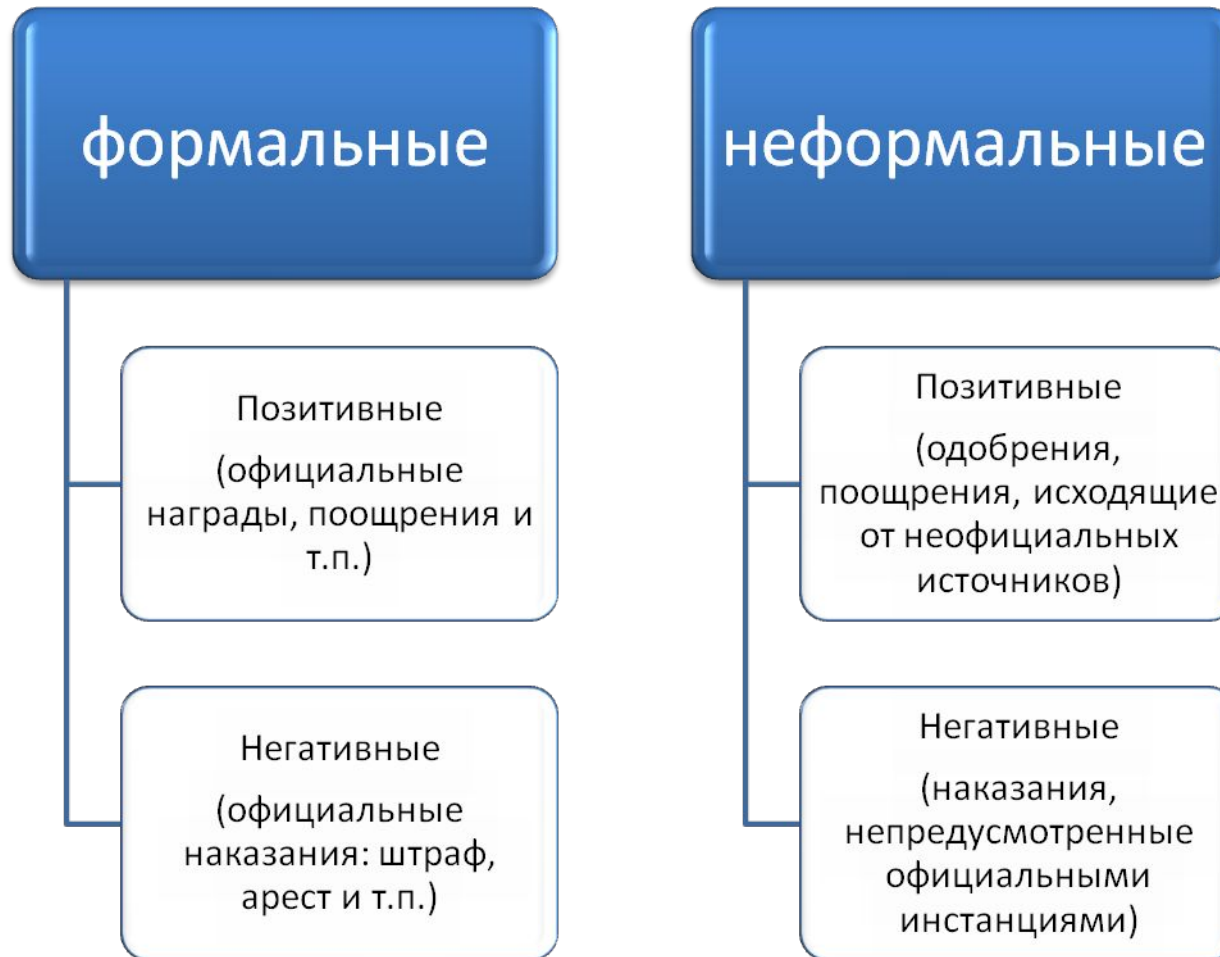 формальные
Позитивные
(официальные
награды, поощрения и
т.п.)
Негативные
(официальные
наказания: штраф,
арест и т.п.)
неформальные
Позитивные
(одобрения,
поощрения, исходящие
от неофициальных
источников)
Негативные
(наказания,
непредусмотренные
официальными
инстанциями)